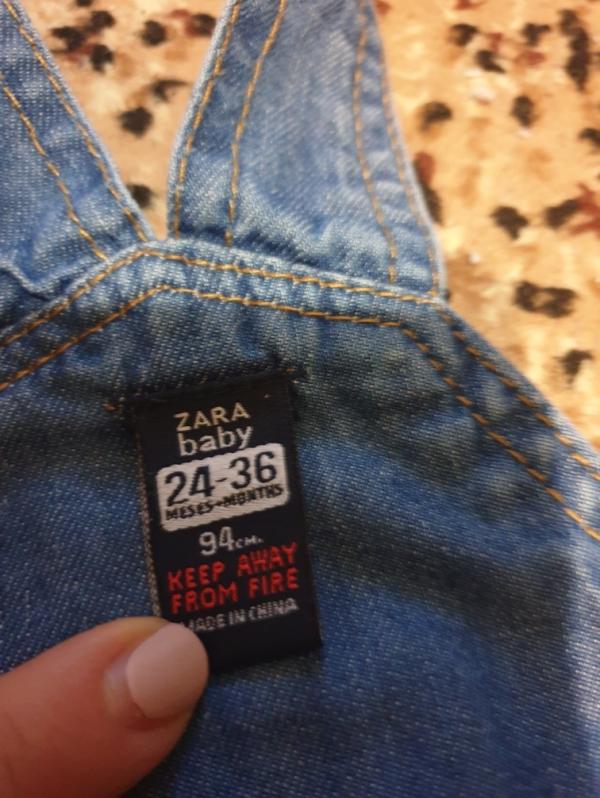 ZARA
baby
24-36
MESES-MONTHS
94CM.
KEEP AWAY
FROM FIRE
MADE IN CHINA